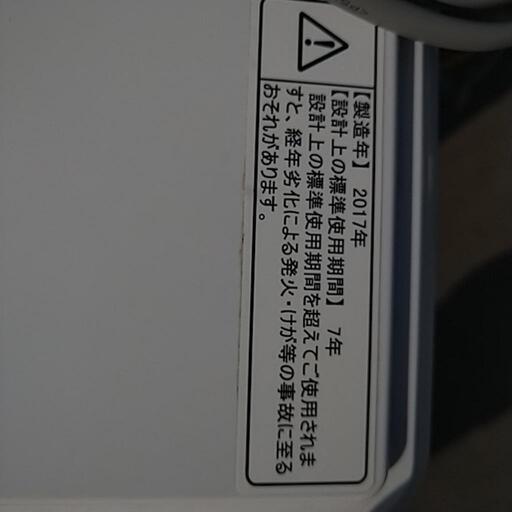 【製造年】 2017年
【設計上の標準使用期間】 7年
設計上の標準使用期間を超えてご使用されま
すと、経年劣化による発火・けが等の事故に至る
おそれがあります。